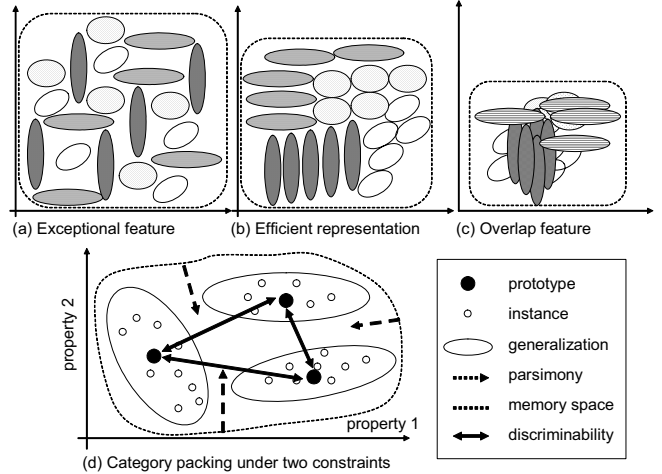 (a) Exceptional feature
(b) Efficient representation
(c) Overlap feature
property 2
property 1
(d) Category packing under two constraints
prototype
instance
generalization
parsimony
memory space
discriminability